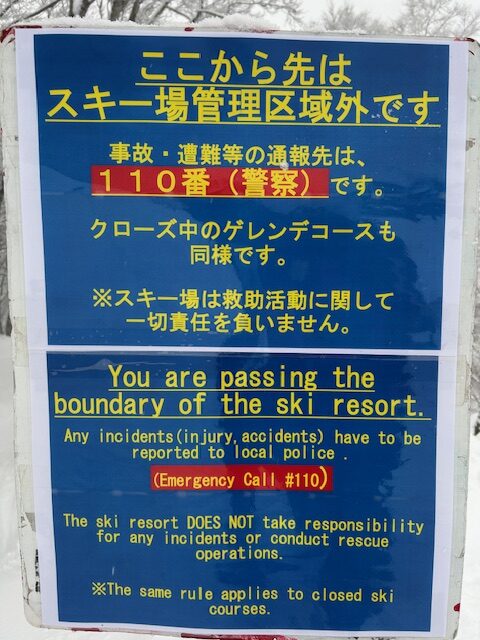 ここから先は
スキー場管理区域外です
事故・遭難等の通報先は、
１１０番（警察）です。
クローズ中のゲレンデコースも
同様です。
※スキー場は救助活動に関して
一切責任を負いません。
You are passing the
boundary of the ski resort.
Any incidents(injury,accidents) have to be
reported to local police .
(Emergency Call #110)
The ski resort DOES NOT take responsibility
for any incidents or conduct rescue
operations.
※The same rule applies to closed ski
courses.